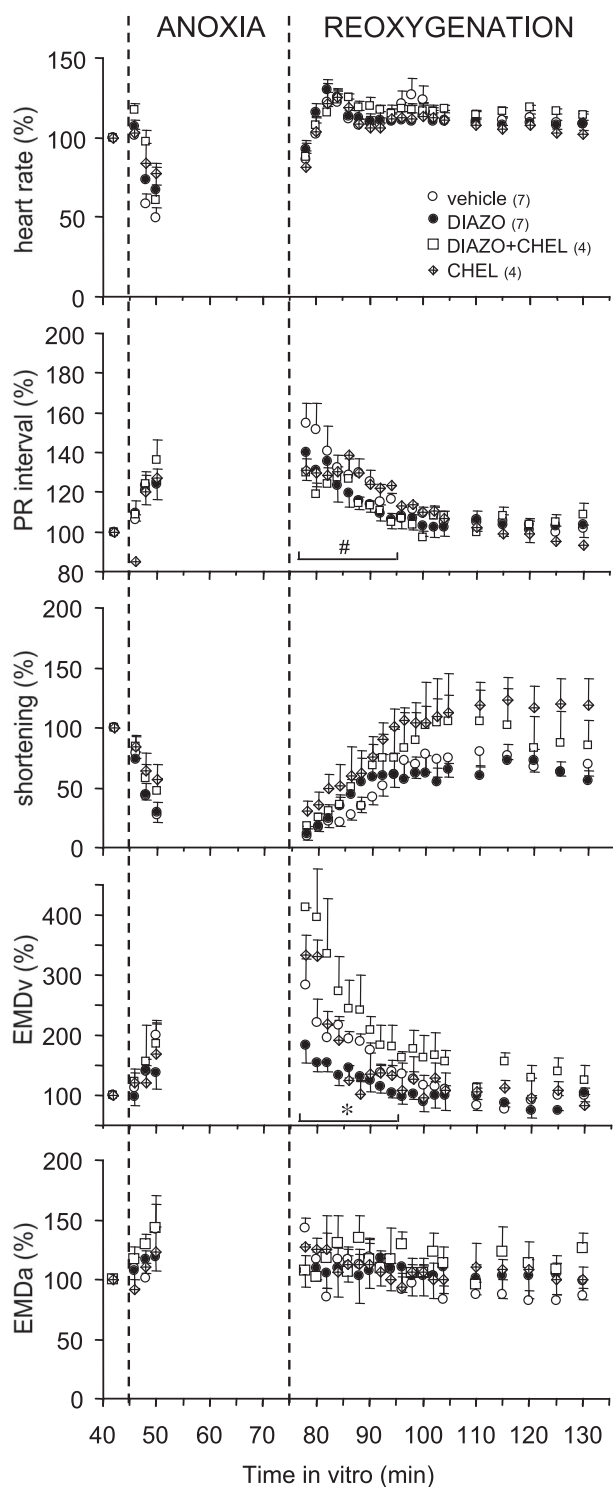 ANOXIA REOXYGENATION
150
100
50
0
heart rate (%)
vehicle (7)
DIAZO (7)
DIAZO+CHEL (4)
CHEL (4)
200
180
160
140
120
100
80
PR interval (%)
#
200
150
100
50
0
shortening (%)
400
300
200
100
EMDv (%)
*
200
150
100
50
0
EMDa (%)
40 50 60 70 80 90 100 110 120 130
Time in vitro (min)